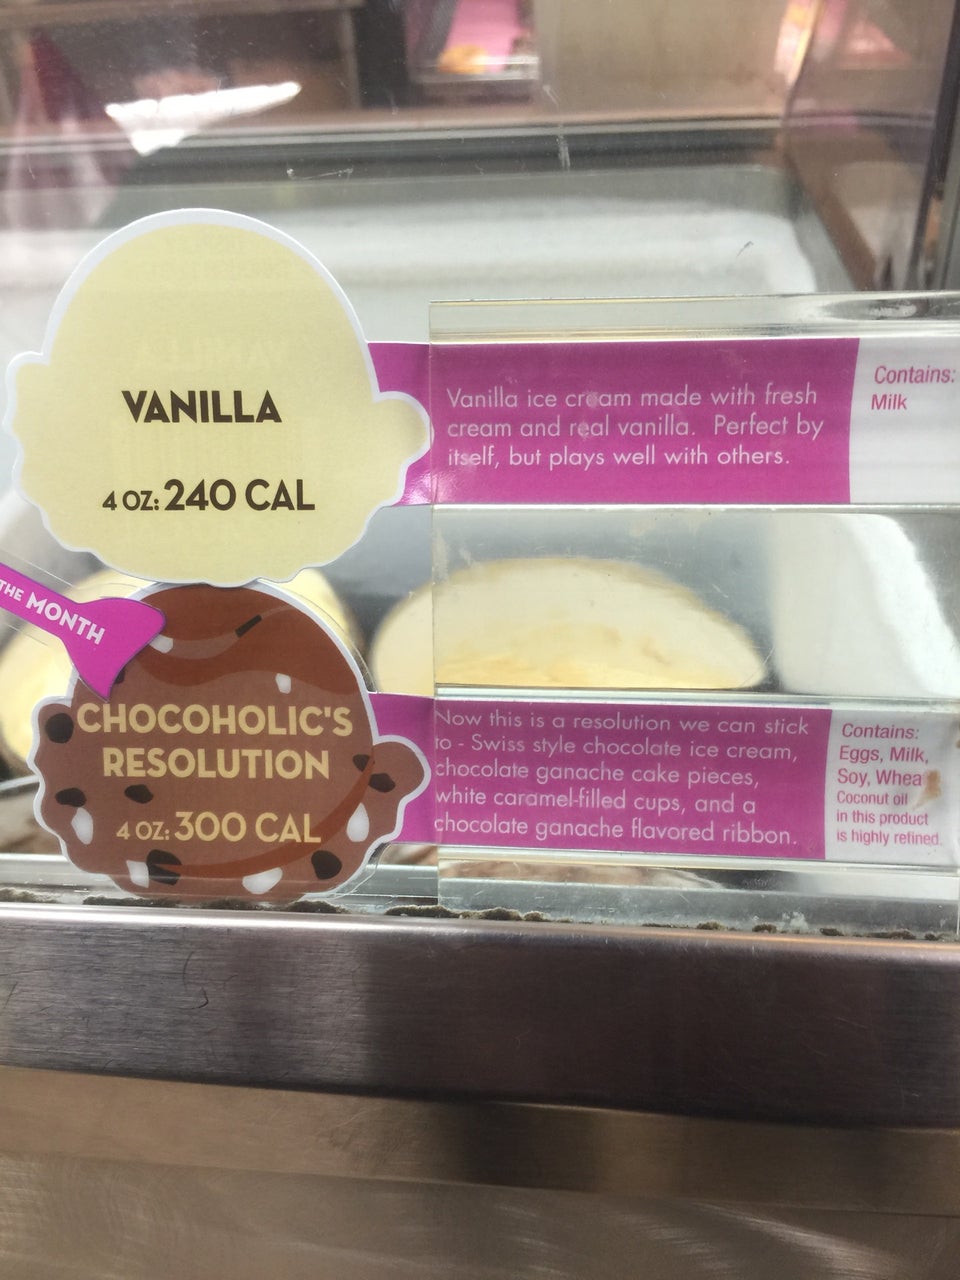 VANILLA
4 OZ: 240 CAL
Vanilla ice cream made with fresh
cream and real vanilla. Perfect by
itself, but plays well with others.
Contains:
Milk
THE MONTH
CHOCOHOLIC'S
RESOLUTION
4 OZ: 300 CAL
Now this is a resolution we can stick
to - Swiss style chocolate ice cream,
chocolate ganache cake pieces,
white caramel-filled cups, and a
chocolate ganache flavored ribbon.
Contains:
Eggs, Milk,
Soy, Whea
Coconut oil
in this product
is highly refined.